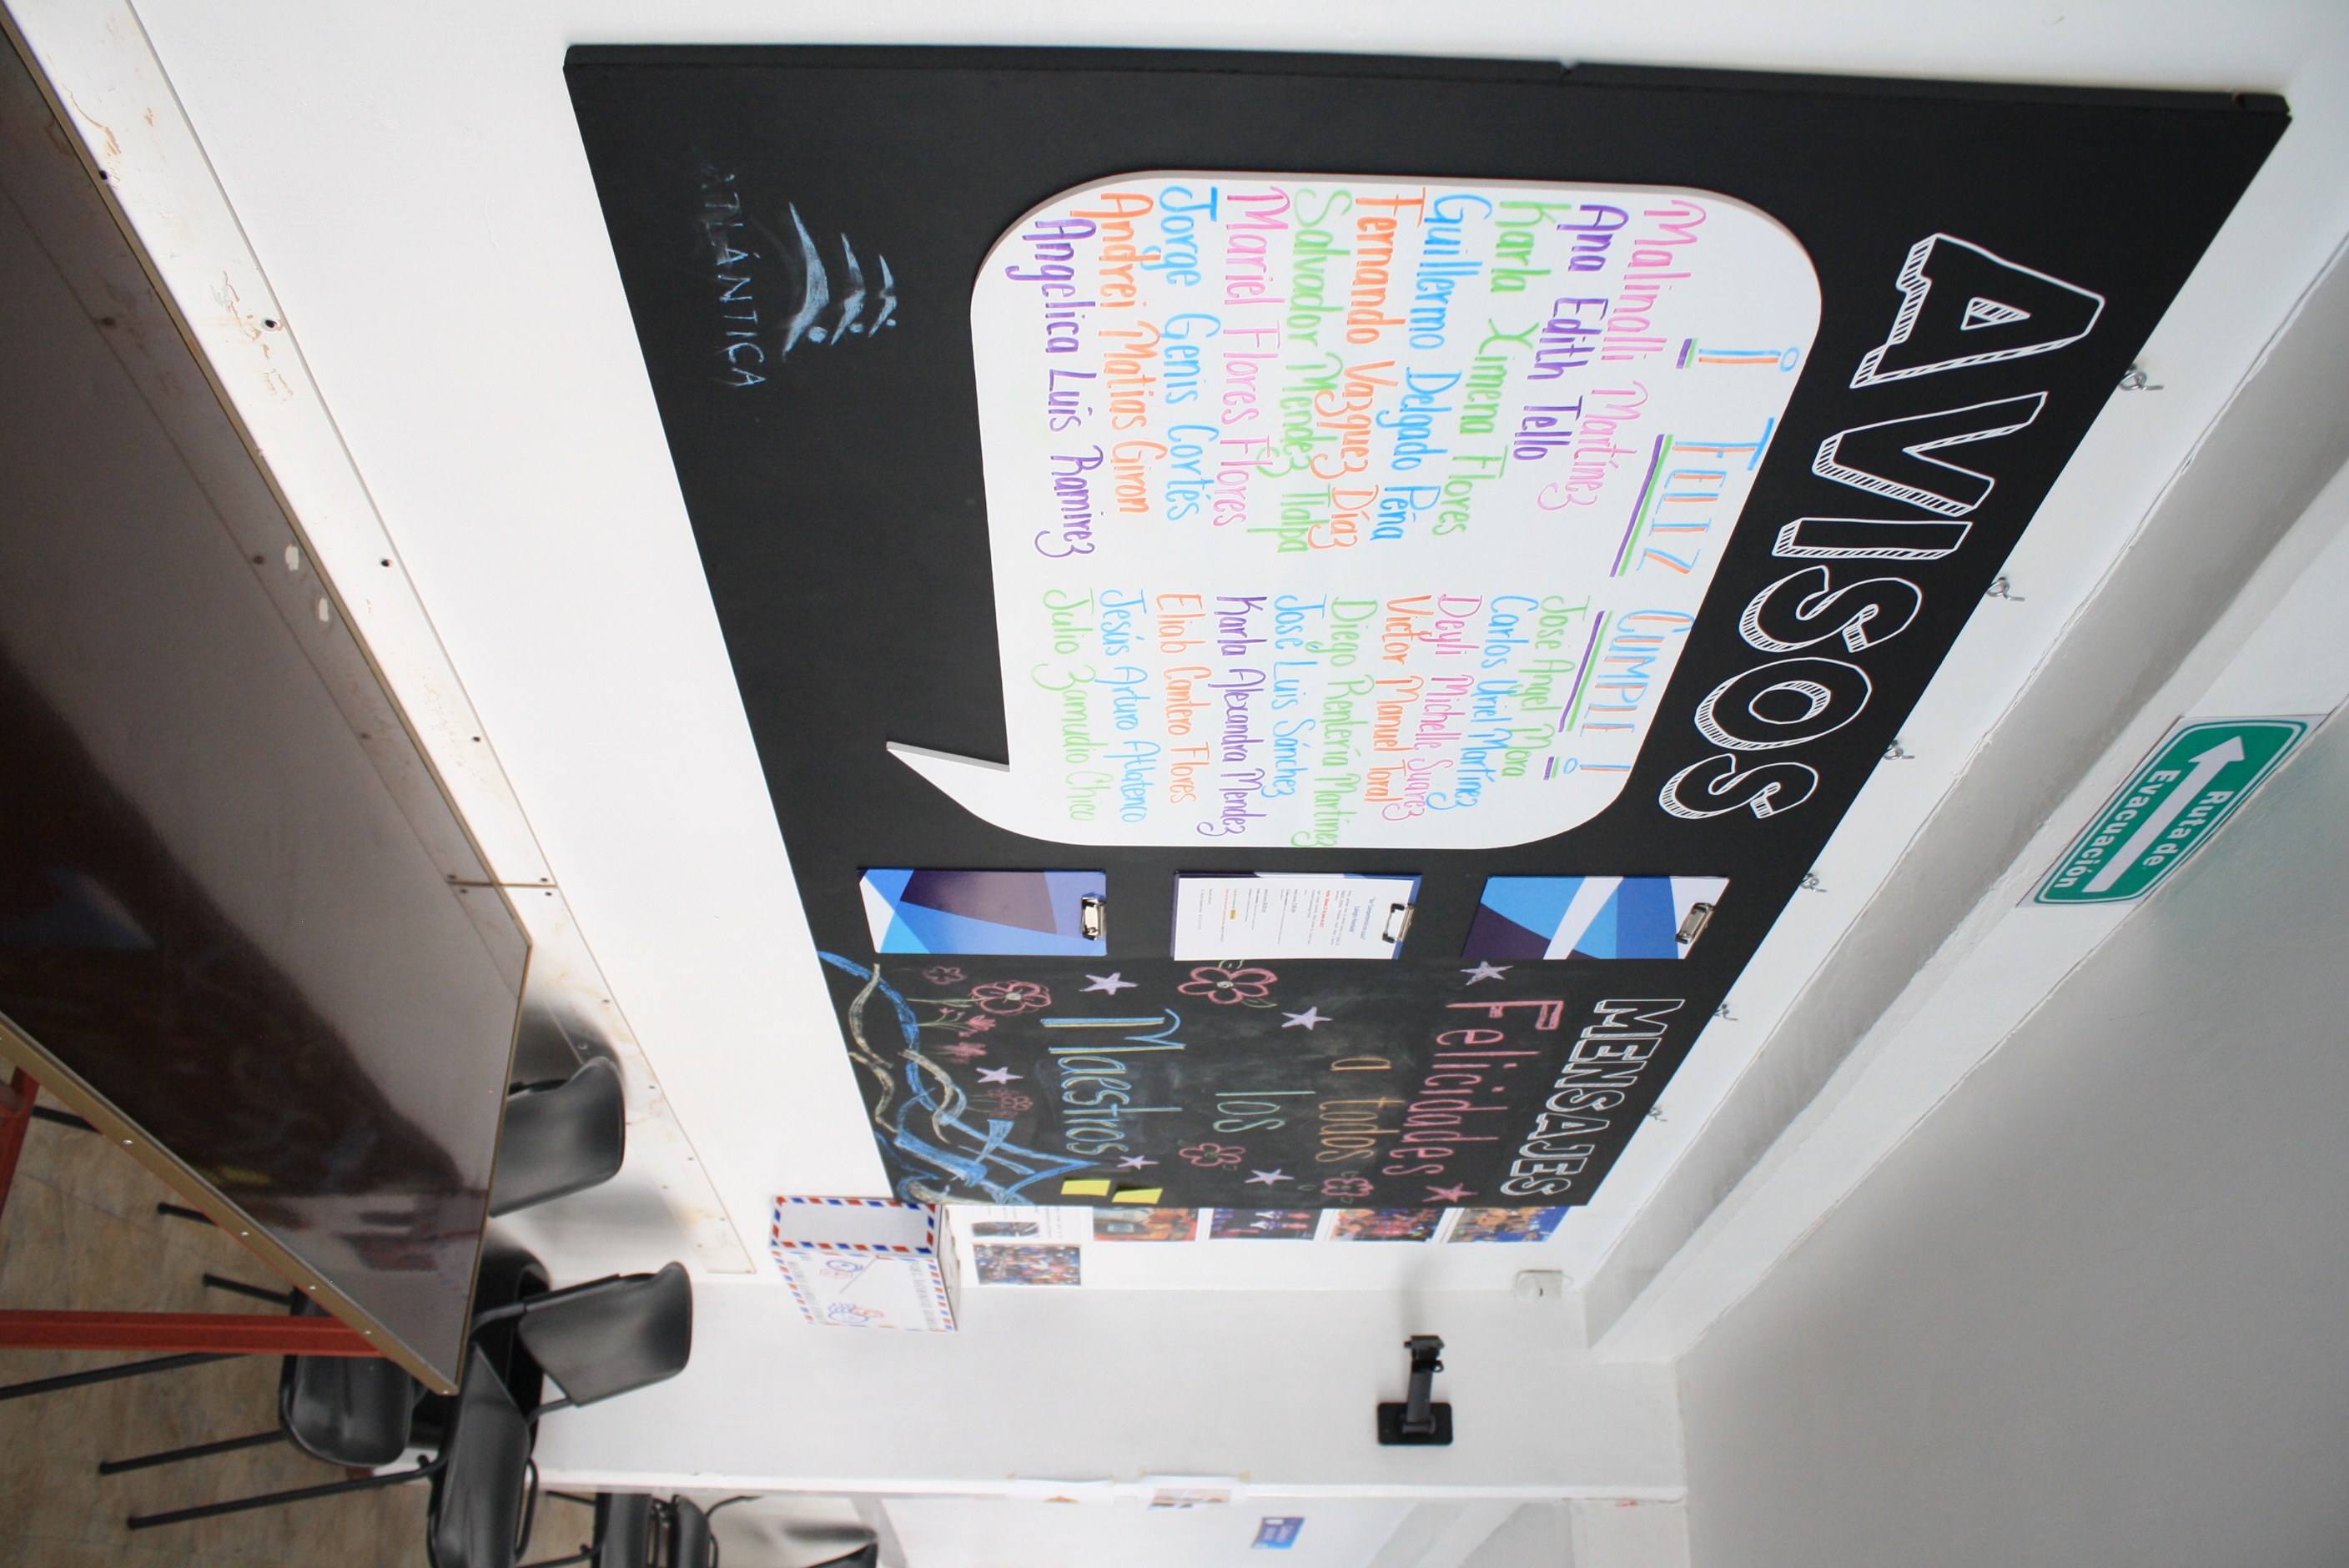 Ruta de
Evacuación
AVISOS
¡ FELIZ CUMPLE !
Malinalli Martínez
Ana Edith Tello
Karla Ximena Flores
Guillermo Delgado Peña
Fernando Vazquez Díaz
Salvador Mendez Tlalpa
Mariel Flores Flores
Jorge Genis Cortés
Andrei Matias Giron
Angelica Luis Ramirez
José Angel Mora
Carlos Uriel Martínez
Deyli Michelle Suarez
Victor Manuel Toral
Diego Rentería Martínez
José Luis Sánchez
Karla Alexandra Mendez
Eliab Cantero Flores
Jesús Arturo Atlatenco
Julio Zamudio Chico
ATLÁNTICA
MENSAJES
Felicidades
a todos
los
Maestros